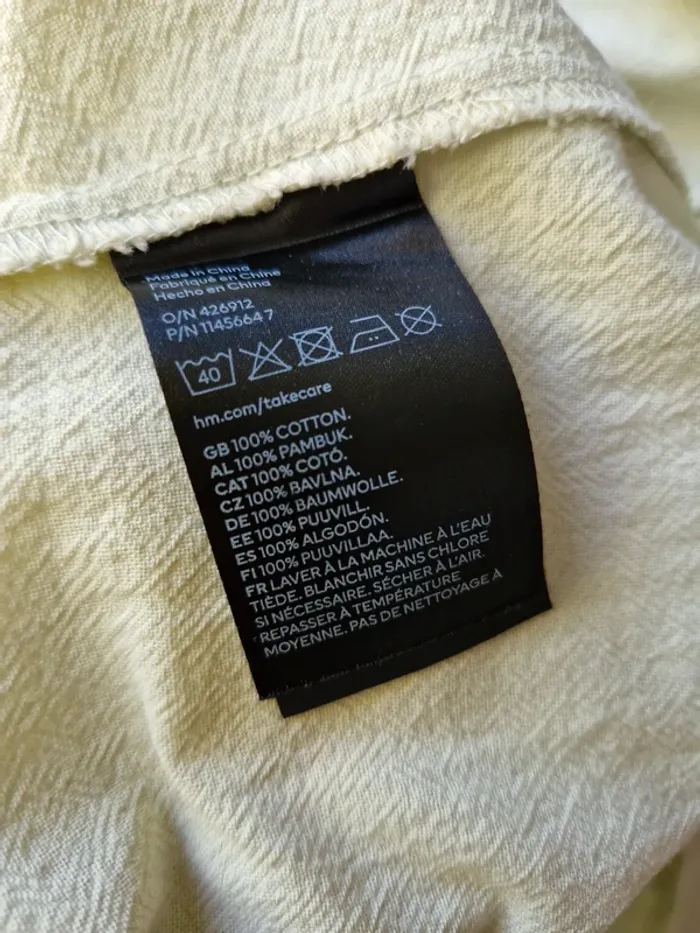 Made in China
Fabriqué en Chine
Hecho en China
O/N 426912
P/N 11456647
40
hm.com/takecare
GB 100% COTTON.
AL 100% PAMBUK.
CAT 100% COTÓ.
CZ 100% BAVLNA.
DE 100% BAUMWOLLE.
EE 100% PUUVILL.
ES 100% ALGODÓN.
FI 100% PUUVILLAA.
FR LAVER À LA MACHINE À L'EAU
TIÈDE. BLANCHIR SANS CHLORE
SI NÉCESSAIRE. SÉCHER À L'AIR.
REPASSER À TEMPÉRATURE
MOYENNE. PAS DE NETTOYAGE À